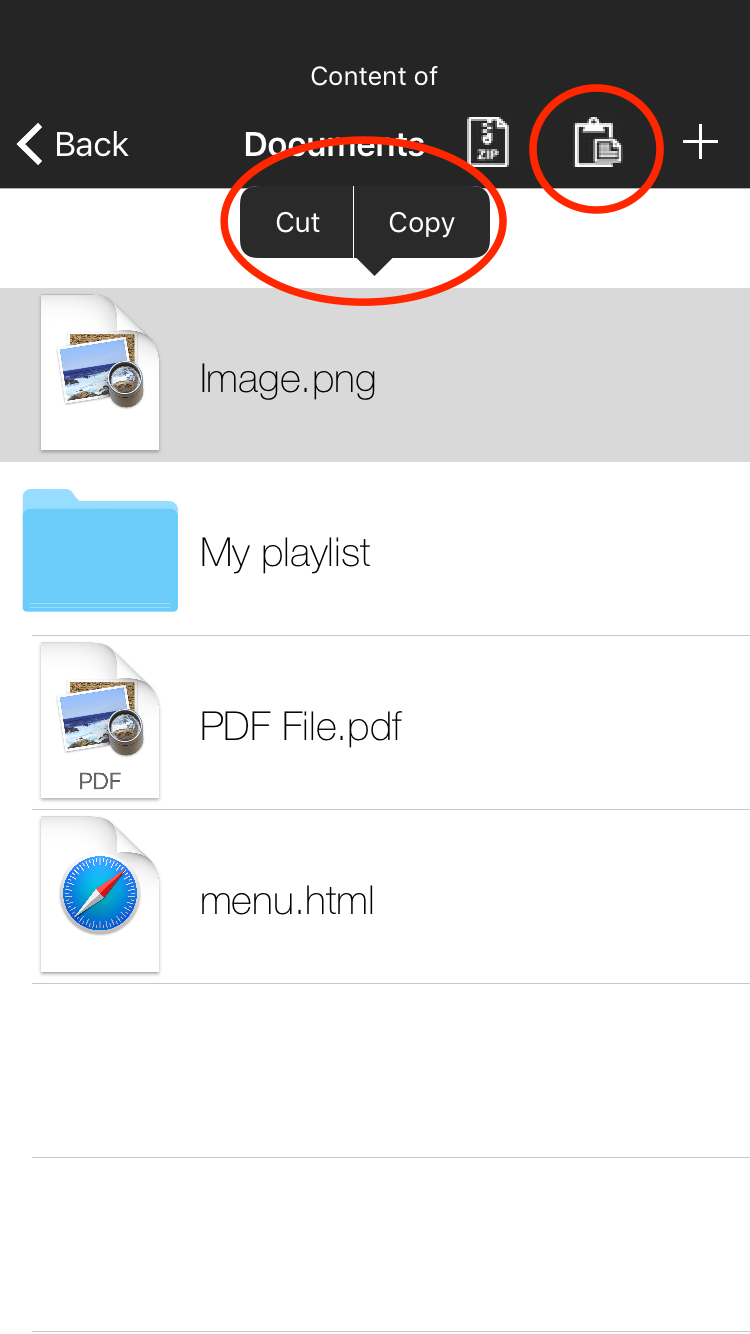 Content of
Back
Documents
ZIP
Cut
Copy
Image.png
My playlist
PDF File.pdf
PDF
menu.html